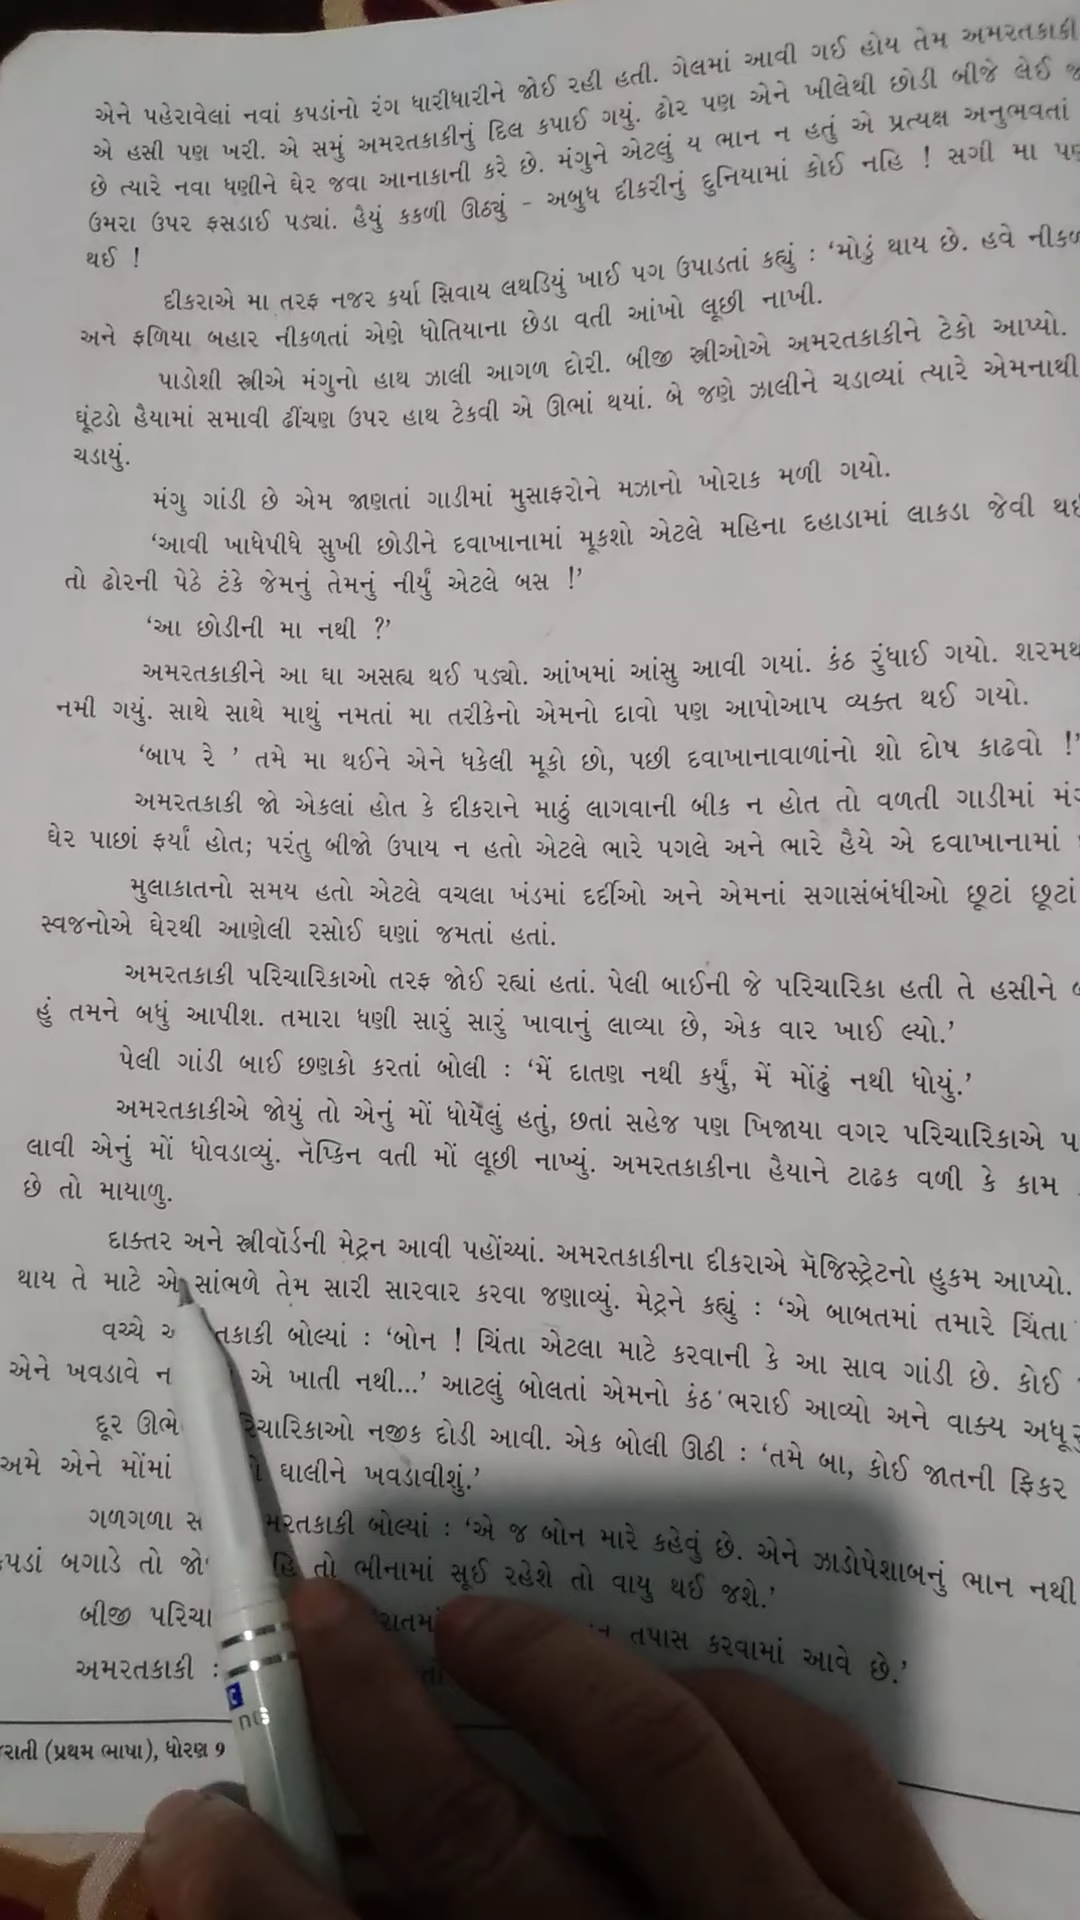 એને પહેરાવેલાં નવાં કપડાંનો રંગ ધારીધારીને જોઈ રહી હતી. ગેલમાં આવી ગઈ હોય તેમ અમરતકાકી
એ હસી પણ ખરી. એ સમું અમરતકાકીનું દિલ કપાઈ ગયું. ઢોર પણ એને ખીલેથી છોડી બીજે લેઈ
છે ત્યારે નવા ધણીને ઘેર જવા આનાકાની કરે છે. મંગુને એટલું ય ભાન ન હતું એ પ્રત્યક્ષ અનુભવતાં
ઉમરા ઉપર ફસડાઈ પડ્યાં. હૈયું કકળી ઊઠ્યું - અબુધ દીકરીનું દુનિયામાં કોઈ નહિ ! સગી મા પણ
થઈ !
દીકરાએ મા તરફ નજર કર્યા સિવાય લથડિયું ખાઈ પગ ઉપાડતાં કહ્યું : ‘મોડું થાય છે. હવે
અને ફળિયા બહાર નીકળતાં એણે ધોતિયાના છેડા વતી આંખો લૂછી નાખી.
પાડોશી સ્ત્રીએ મંગુનો હાથ ઝાલી આગળ દોરી. બીજી સ્ત્રીઓએ અમરતકાકીને ટેકો આપ્યો.
ઘૂંટડો હૈયામાં સમાવી ઢીંચણ ઉપર હાથ ટેકવી એ ઊભાં થયાં. બે જણે ઝાલીને ચડાવ્યાં ત્યારે એમનાથી
ચડાયું.
મંગુ ગાંડી છે એમ જાણતાં ગાડીમાં મુસાફરોને મઝાનો ખોરાક મળી ગયો.
‘આવી ખાધેપીધે સુખી છોડીને દવાખાનામાં મૂકશો એટલે મહિના દહાડામાં લાકડા જેવી
તો ઢોરની પેઠે ટંકે જેમનું તેમનું નીર્યું એટલે બસ !’
‘આ છોડીની મા નથી ?’
અમરતકાકીને આ ઘા અસહ્ય થઈ પડ્યો. આંખમાં આંસુ આવી ગયાં. કંઠ રુંધાઈ ગયો.
નમી ગયું. સાથે સાથે માથું નમતાં મા તરીકેનો એમનો દાવો પણ આપોઆપ વ્યક્ત થઈ ગયો.
‘બાપ રે ’ તમે મા થઈને એને ધકેલી મૂકો છો, પછી દવાખાનાવાળાંનો શો દોષ કાઢવો !’
અમરતકાકી જો એકલાં હોત કે દીકરાને માઠું લાગવાની બીક ન હોત તો વળતી ગાડીમાં
ઘેર પાછાં ફર્યાં હોત; પરંતુ બીજો ઉપાય ન હતો એટલે ભારે પગલે અને ભારે હૈયે એ દવાખાનામાં
મુલાકાતનો સમય હતો એટલે વચલા ખંડમાં દર્દીઓ અને એમનાં સગાસંબંધીઓ છૂટાં છૂટાં
સ્વજનોએ ઘેરથી આણેલી રસોઈ ઘણાં જમતાં હતાં.
અમરતકાકી પરિચારિકાઓ તરફ જોઈ રહ્યાં હતાં. પેલી બાઈની જે પરિચારિકા હતી તે હસીને
હું તમને બધું આપીશ. તમારા ધણી સારું સારું ખાવાનું લાવ્યા છે, એક વાર ખાઈ લ્યો.’
પેલી ગાંડી બાઈ છણકો કરતાં બોલી : ‘મેં દાતણ નથી કર્યું, મેં મોંઢું નથી ધોયું.’
અમરતકાકીએ જોયું તો એનું મોં ધોયેલું હતું, છતાં સહેજ પણ ખિજાયા વગર પરિચારિકાએ
લાવી એનું મોં ધોવડાવ્યું. નૅપ્કિન વતી મોં લૂછી નાખ્યું. અમરતકાકીના હૈયાને ટાઢક વળી કે કામ
છે તો માયાળુ.
દાક્તર અને સ્ત્રીવૉર્ડની મેટ્રન આવી પહોંચ્યાં. અમરતકાકીના દીકરાએ મૅજિસ્ટ્રેટનો હુકમ આપ્યો.
થાય તે માટે એ સાંભળે તેમ સારી સારવાર કરવા જણાવ્યું. મેટ્રને કહ્યું : ‘એ બાબતમાં તમારે ચિંતા
વચ્ચે બોલ્યાં : ‘બોન ! ચિંતા એટલા માટે કરવાની કે આ સાવ ગાંડી છે. કોઈ
એને ખવડાવે એ ખાતી નથી...’ આટલું બોલતાં એમનો કંઠ ભરાઈ આવ્યો અને વાક્ય
દૂર નજીક દોડી આવી. એક બોલી ઊઠી : ‘તમે બા, કોઈ જાતની ફિકર
અમે એને મોંમાં ઘાલીને ખવડાવીશું.’
ગળગળા બોલ્યાં : ‘એ જ બોન મારે કહેવું છે. એને ઝાડોપેશાબનું ભાન નથી
બગાડે તો તો ભીનામાં સૂઈ રહેશે તો વાયુ થઈ જશે.’
બીજી તપાસ કરવામાં આવે છે.’
અમરતકાકી :
(પ્રથમ ભાષા), ધોરણ 9